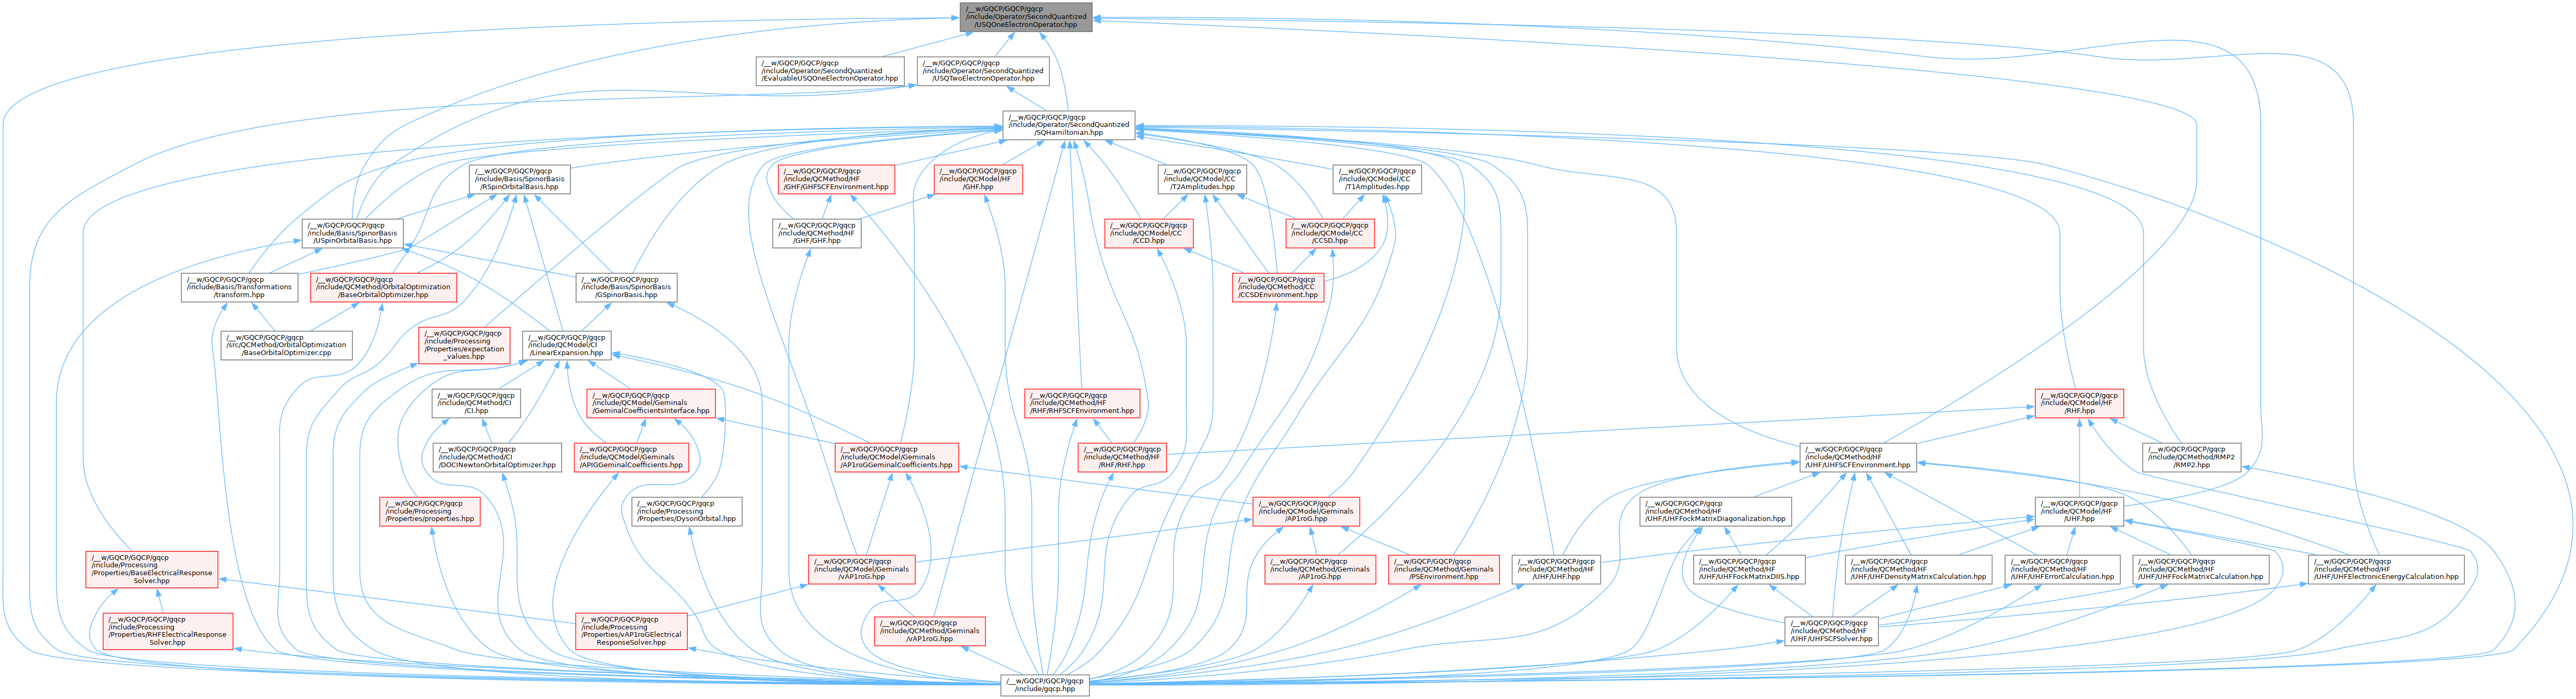 /__w/GQCP/GQCP/gqcp
/include/Operator/SecondQuantized
/USQOneElectronOperator.hpp
/__w/GQCP/GQCP/gqcp
/include/Operator/SecondQuantized
/EvaluableUSQOneElectronOperator.hpp
/__w/GQCP/GQCP/gqcp
/include/Operator/SecondQuantized
/USQTwoElectronOperator.hpp
/__w/GQCP/GQCP/gqcp
/include/Operator/SecondQuantized
/SQHamiltonian.hpp
/__w/GQCP/GQCP/gqcp
/include/Basis/SpinorBasis
/RSpinOrbitalBasis.hpp
/__w/GQCP/GQCP/gqcp
/include/QCMethod/HF
/GHF/GHFSCFEnvironment.hpp
/__w/GQCP/GQCP/gqcp
/include/QCModel/HF
/GHF.hpp
/__w/GQCP/GQCP/gqcp
/include/QCModel/CC
/T2Amplitudes.hpp
/__w/GQCP/GQCP/gqcp
/include/QCModel/CC
/T1Amplitudes.hpp
/__w/GQCP/GQCP/gqcp
/include/Basis/SpinorBasis
/USpinOrbitalBasis.hpp
/__w/GQCP/GQCP/gqcp
/include/QCMethod/HF
/GHF/GHF.hpp
/__w/GQCP/GQCP/gqcp
/include/QCModel/CC
/CCD.hpp
/__w/GQCP/GQCP/gqcp
/include/QCModel/CC
/CCSD.hpp
/__w/GQCP/GQCP/gqcp
/include/Basis/Transformations
/transform.hpp
/__w/GQCP/GQCP/gqcp
/include/QCMethod/OrbitalOptimization
/BaseOrbitalOptimizer.hpp
/__w/GQCP/GQCP/gqcp
/include/Basis/SpinorBasis
/GSpinorBasis.hpp
/__w/GQCP/GQCP/gqcp
/include/QCMethod/CC
/CCSDEnvironment.hpp
/__w/GQCP/GQCP/gqcp
/src/QCMethod/OrbitalOptimization
/BaseOrbitalOptimizer.cpp
/__w/GQCP/GQCP/gqcp
/include/Processing
/Properties/expectation
_values.hpp
/__w/GQCP/GQCP/gqcp
/include/QCModel/CI
/LinearExpansion.hpp
/__w/GQCP/GQCP/gqcp
/include/QCMethod/CI
/CI.hpp
/__w/GQCP/GQCP/gqcp
/include/QCModel/Geminals
/GeminalCoefficientsInterface.hpp
/__w/GQCP/GQCP/gqcp
/include/QCMethod/HF
/RHF/RHFSCFEnvironment.hpp
/__w/GQCP/GQCP/gqcp
/include/QCModel/HF
/RHF.hpp
/__w/GQCP/GQCP/gqcp
/include/QCMethod/CI
/DOCINewtonOrbitalOptimizer.hpp
/__w/GQCP/GQCP/gqcp
/include/QCModel/Geminals
/APIGGeminalCoefficients.hpp
/__w/GQCP/GQCP/gqcp
/include/QCModel/Geminals
/AP1roGGeminalCoefficients.hpp
/__w/GQCP/GQCP/gqcp
/include/QCMethod/HF
/RHF/RHF.hpp
/__w/GQCP/GQCP/gqcp
/include/QCMethod/HF
/UHF/UHFSCFEnvironment.hpp
/__w/GQCP/GQCP/gqcp
/include/QCMethod/RMP2
/RMP2.hpp
/__w/GQCP/GQCP/gqcp
/include/Processing
/Properties/properties.hpp
/__w/GQCP/GQCP/gqcp
/include/Processing
/Properties/DysonOrbital.hpp
/__w/GQCP/GQCP/gqcp
/include/QCModel/Geminals
/AP1roG.hpp
/__w/GQCP/GQCP/gqcp
/include/QCMethod/HF
/UHF/UHFFockMatrixDiagonalization.hpp
/__w/GQCP/GQCP/gqcp
/include/QCModel/HF
/UHF.hpp
/__w/GQCP/GQCP/gqcp
/include/Processing
/Properties/BaseElectricalResponse
Solver.hpp
/__w/GQCP/GQCP/gqcp
/include/QCModel/Geminals
/vAP1roG.hpp
/__w/GQCP/GQCP/gqcp
/include/QCMethod/Geminals
/AP1roG.hpp
/__w/GQCP/GQCP/gqcp
/include/QCMethod/Geminals
/PSEnvironment.hpp
/__w/GQCP/GQCP/gqcp
/include/QCMethod/HF
/UHF/UHF.hpp
/__w/GQCP/GQCP/gqcp
/include/QCMethod/HF
/UHF/UHFFockMatrixDIIS.hpp
/__w/GQCP/GQCP/gqcp
/include/QCMethod/HF
/UHF/UHFDensityMatrixCalculation.hpp
/__w/GQCP/GQCP/gqcp
/include/QCMethod/HF
/UHF/UHFErrorCalculation.hpp
/__w/GQCP/GQCP/gqcp
/include/QCMethod/HF
/UHF/UHFFockMatrixCalculation.hpp
/__w/GQCP/GQCP/gqcp
/include/QCMethod/HF
/UHF/UHFElectronicEnergyCalculation.hpp
/__w/GQCP/GQCP/gqcp
/include/Processing
/Properties/RHFElectricalResponse
Solver.hpp
/__w/GQCP/GQCP/gqcp
/include/Processing
/Properties/vAP1roGElectrical
ResponseSolver.hpp
/__w/GQCP/GQCP/gqcp
/include/QCMethod/Geminals
/vAP1roG.hpp
/__w/GQCP/GQCP/gqcp
/include/QCMethod/HF
/UHF/UHFSCFSolver.hpp
/__w/GQCP/GQCP/gqcp
/include/gqcp.hpp